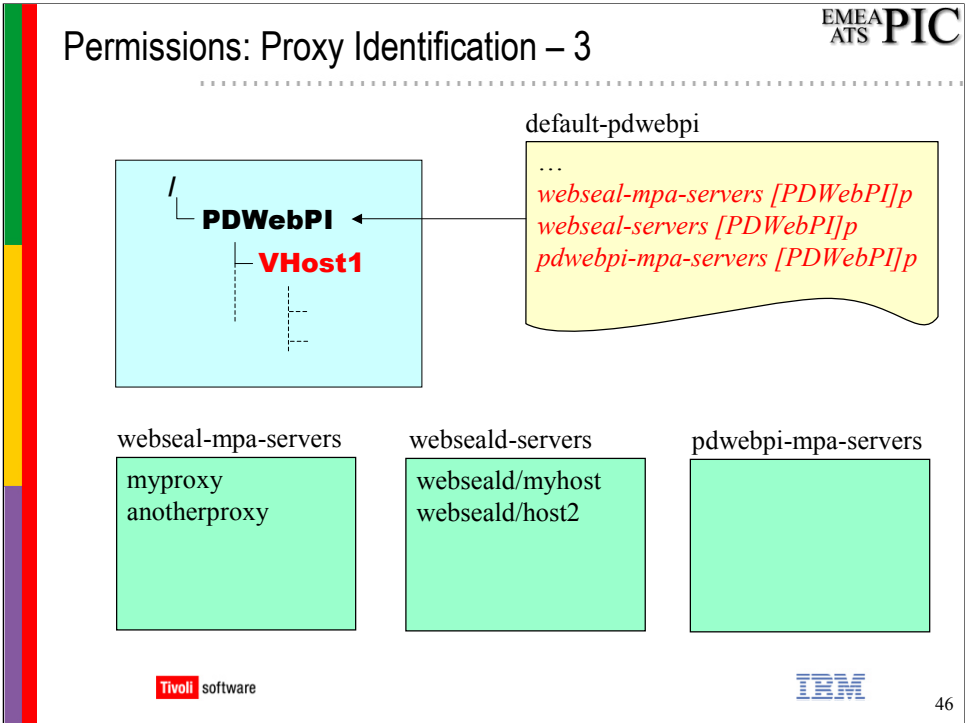 Permissions: Proxy Identification – 3
EMEA ATS PIC
default-pdwebpi
…
webseal-mpa-servers [PDWebPI]p
webseal-servers [PDWebPI]p
pdwebpi-mpa-servers [PDWebPI]p
/
PDWebPI
VHost1
webseal-mpa-servers
myproxy
anotherproxy
webseald-servers
webseald/myhost
webseald/host2
pdwebpi-mpa-servers
Tivoli software
IBM
46